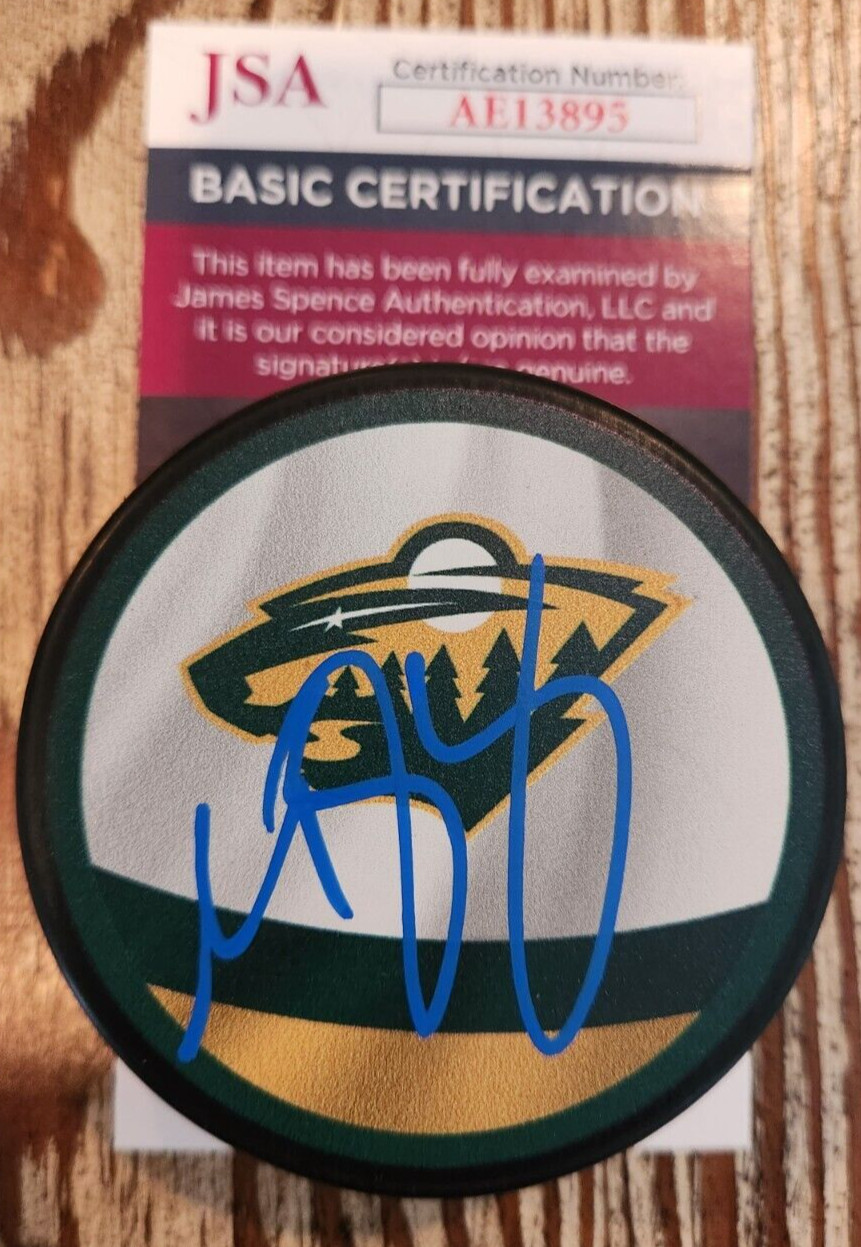 JSA
Certification Number:
AE13895
BASIC CERTIFICATION
This item has been fully examined by
James Spence Authentication, LLC and
it is our considered opinion that the
genuine.